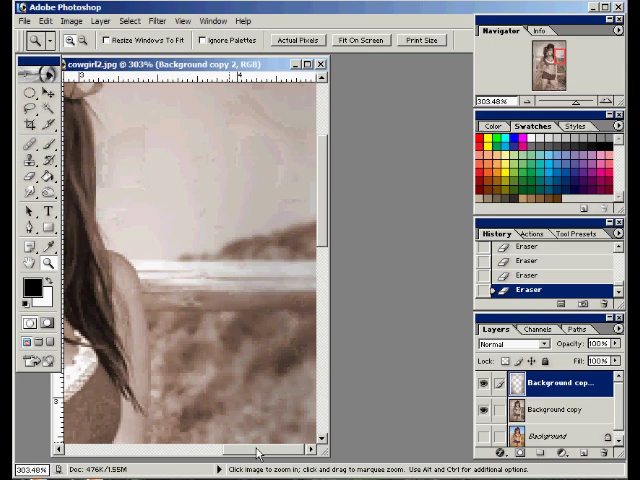 Adobe Photoshop
File Edit Image Layer Select Filter View Window Help
Resize Windows To Fit Ignore Palettes Actual Pixels Fit On Screen Print Size
cowgirl2.jpg @ 303% (Background copy 2, RGB)
3 4
3
Navigator Info
303.48%
Color Swatches Styles
History Actions Tool Presets
Eraser
Eraser
Eraser
Eraser
Layers Channels Paths
Normal Opacity: 100%
Lock: Fill: 100%
Background cop...
Background copy
Background
303.48% Doc: 476K/1.55M Click image to zoom in; click and drag to marquee zoom. Use Alt and Ctrl for additional options.